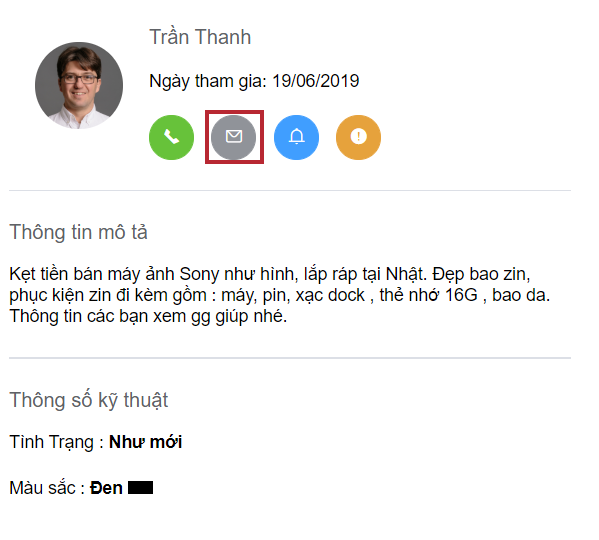 Trần Thanh
Ngày tham gia: 19/06/2019
Thông tin mô tả
Kẹt tiền bán máy ảnh Sony như hình, lắp ráp tại Nhật. Đẹp bao zin,
phục kiện zin đi kèm gồm : máy, pin, xạc dock , thẻ nhớ 16G , bao da.
Thông tin các bạn xem gg giúp nhé.
Thông số kỹ thuật
Tình Trạng : Như mới
Màu sắc : Đen